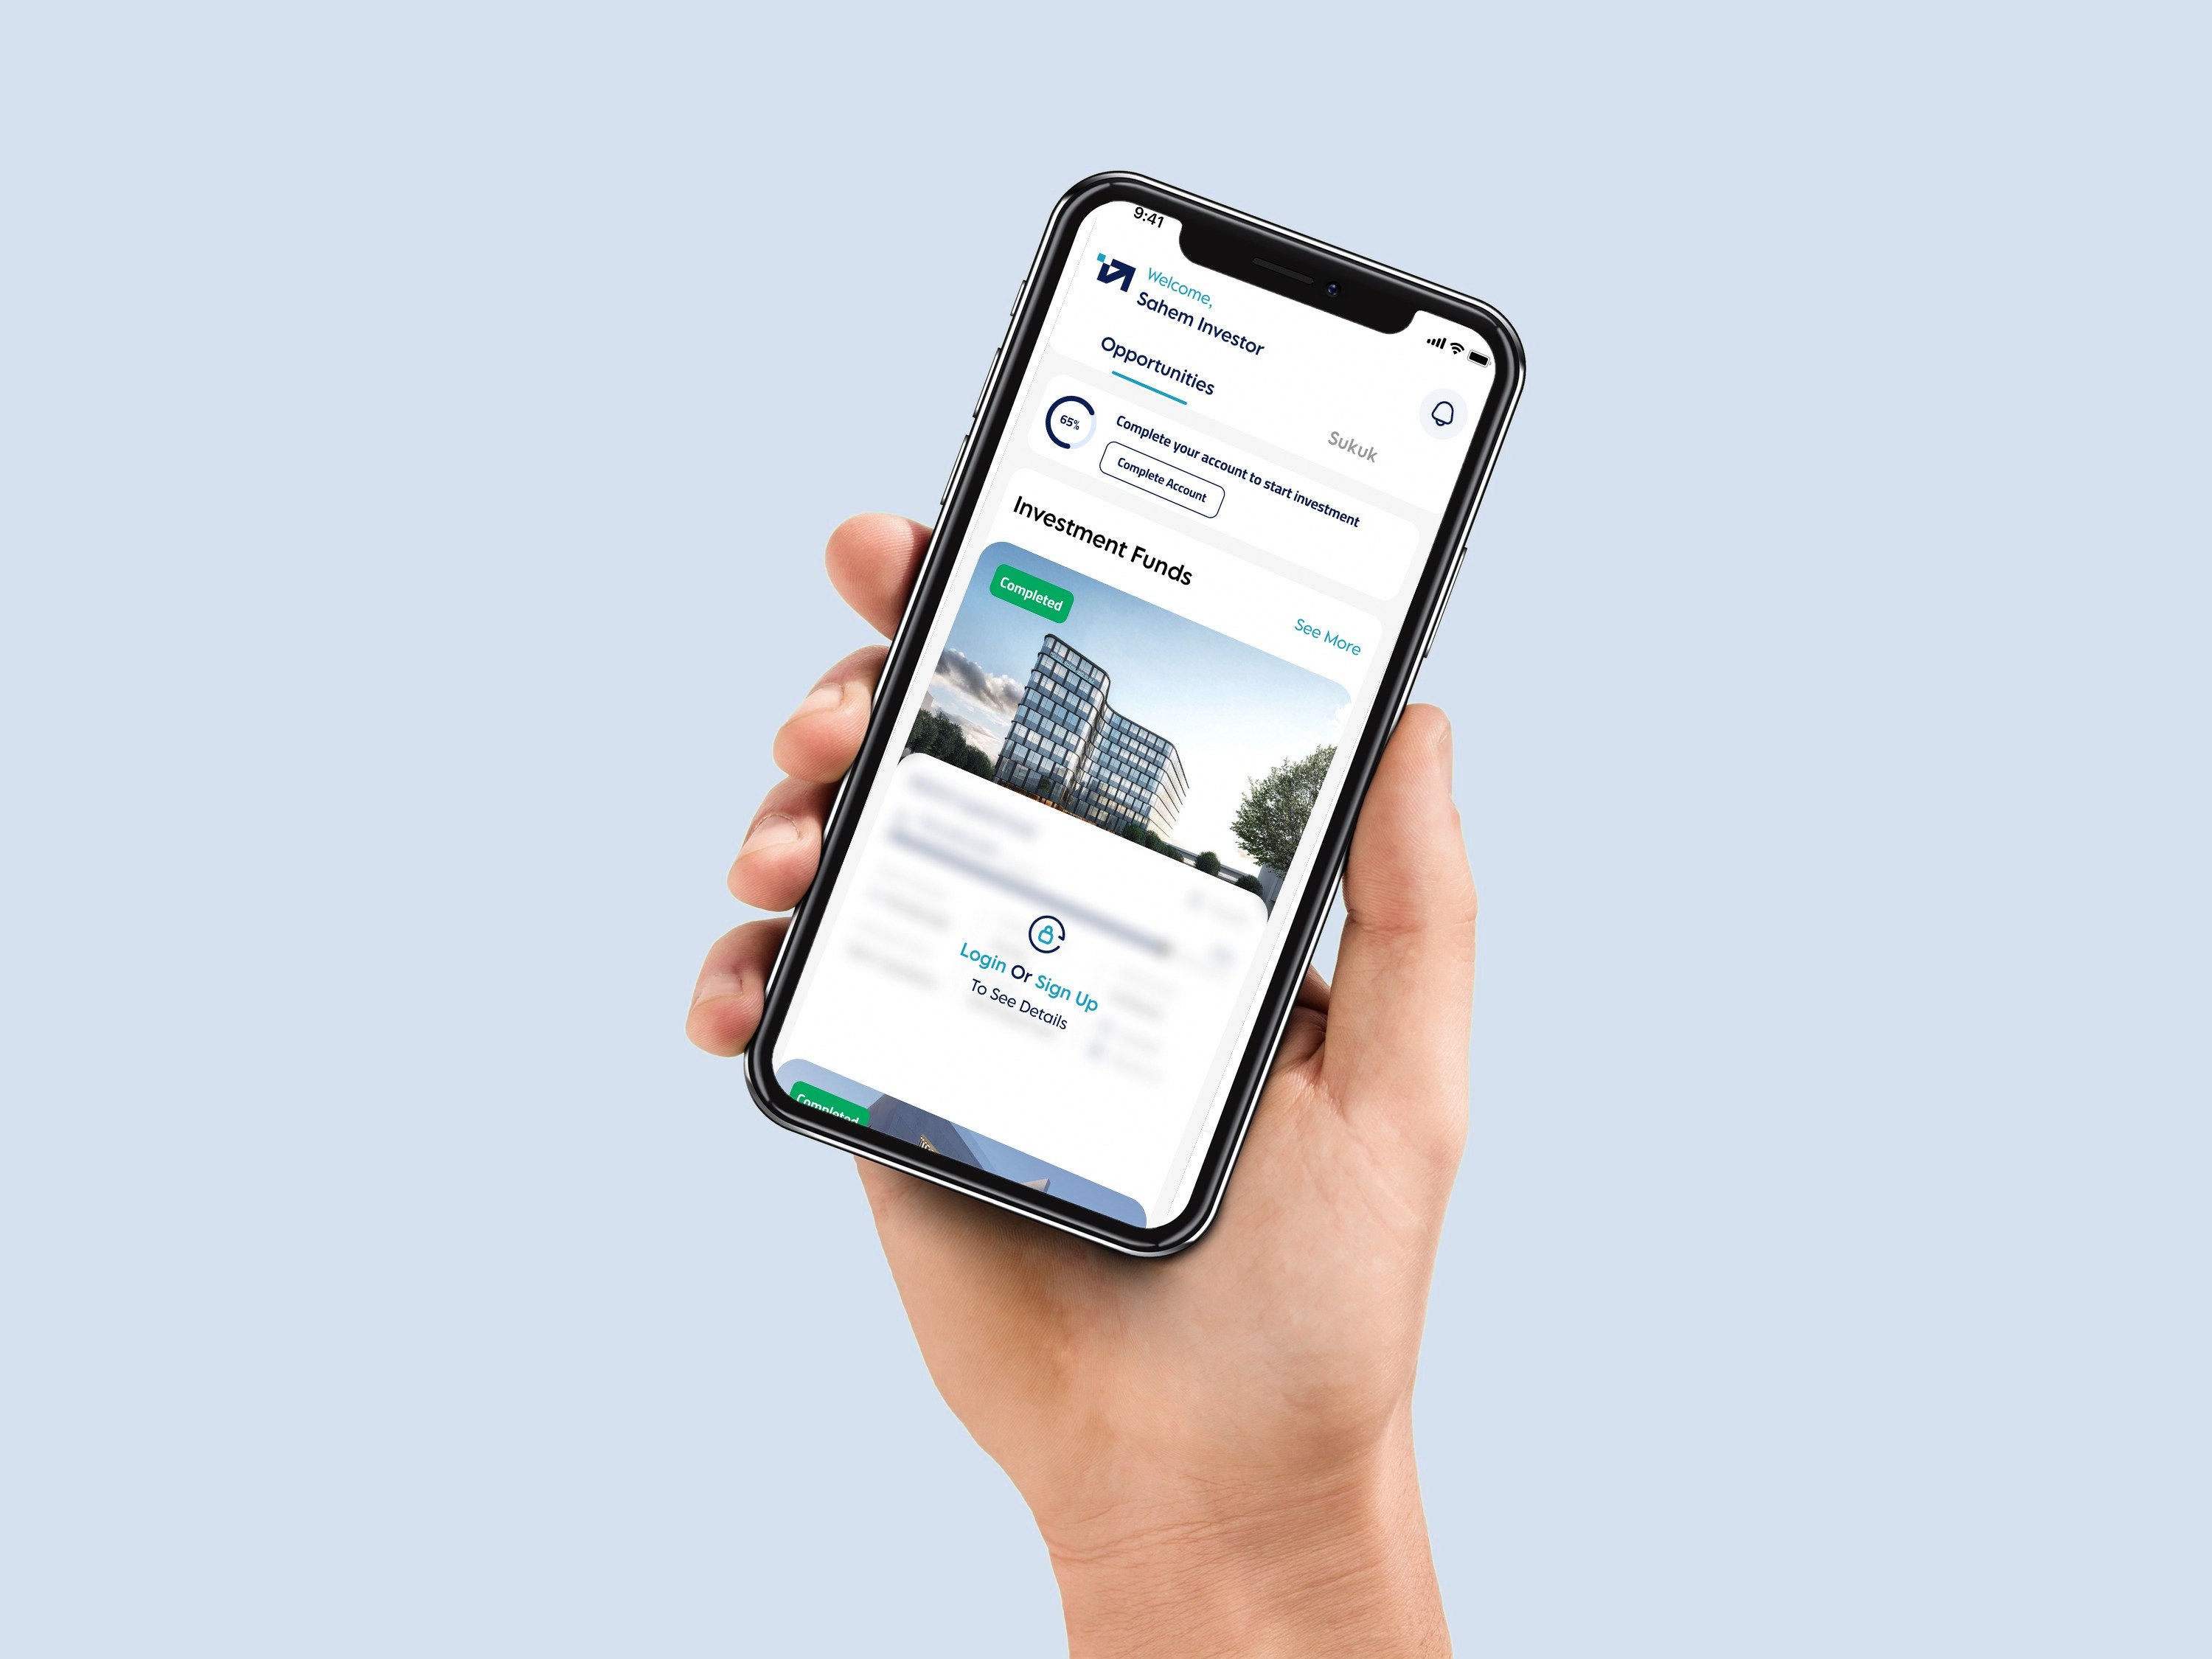 9:41
Welcome,
Sahem Investor
Opportunities
Sukuk
65%
Complete your account to start investment
Complete Account
Investment Funds
See More
Completed
Login Or Sign Up
To See Details
Completed